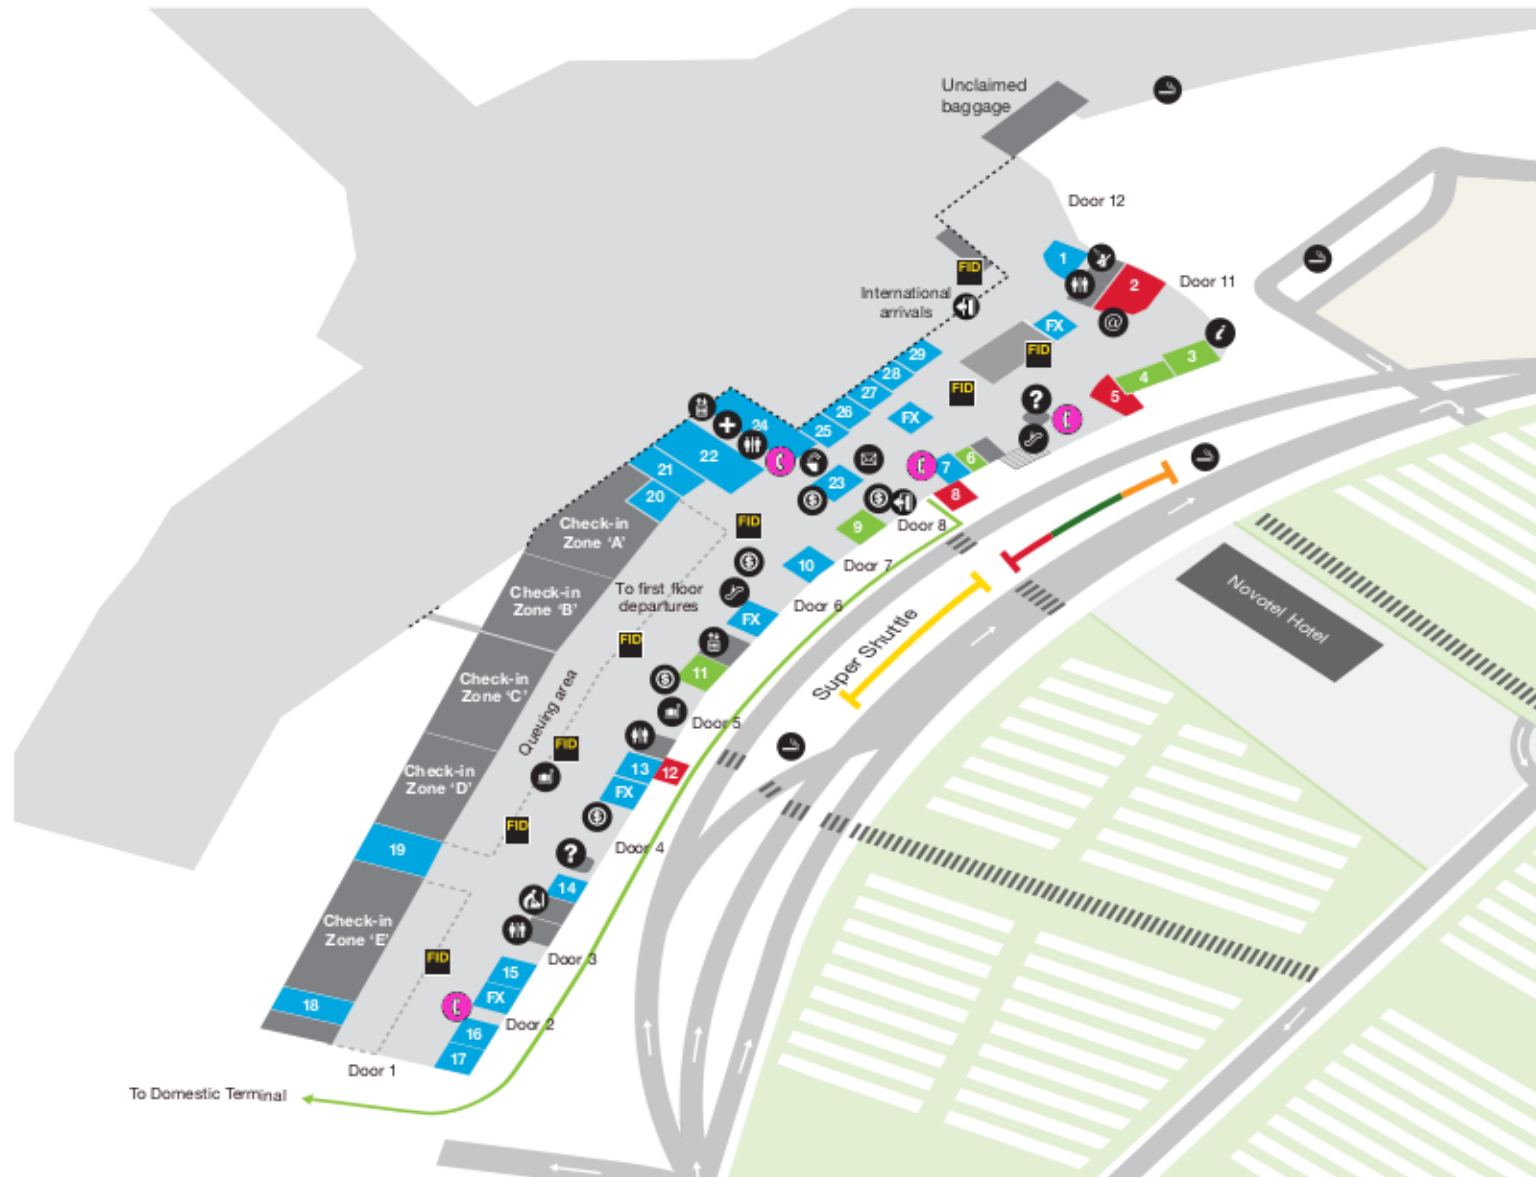 Unclaimed
baggage
Door 12
1
2
Door 11
FID
International
arrivals
@
FX
i
FID
3
29
4
28
FID
5
27
?
26
FX
24
25
22
6
21
7
23
20
8
$
$
Check-in
Zone ‘A’
FID
9
Door 8
$
10
Door 7
Check-in
Zone ‘B’
To first floor
departures
Door 6
FX
Novotel Hotel
Super Shuttle
FID
11
$
Check-in
Zone ‘C’
Queuing area
Door 5
FID
13
12
Check-in
Zone ‘D’
FX
$
FID
Door 4
19
?
14
Check-in
Zone ‘E’
FID
Door 3
15
FX
18
Door 2
16
17
Door 1
To Domestic Terminal